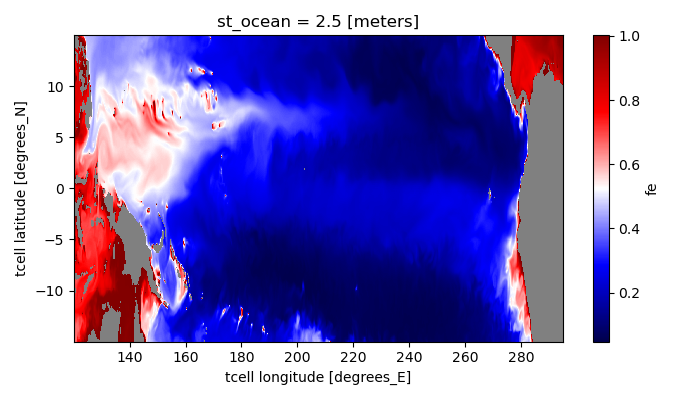 st_ocean = 2.5 [meters]
tcell latitude [degrees_N]
10
5
0
−5
−10
140 160 180 200 220 240 260 280
tcell longitude [degrees_E]
1.0
0.8
0.6
0.4
0.2
fe